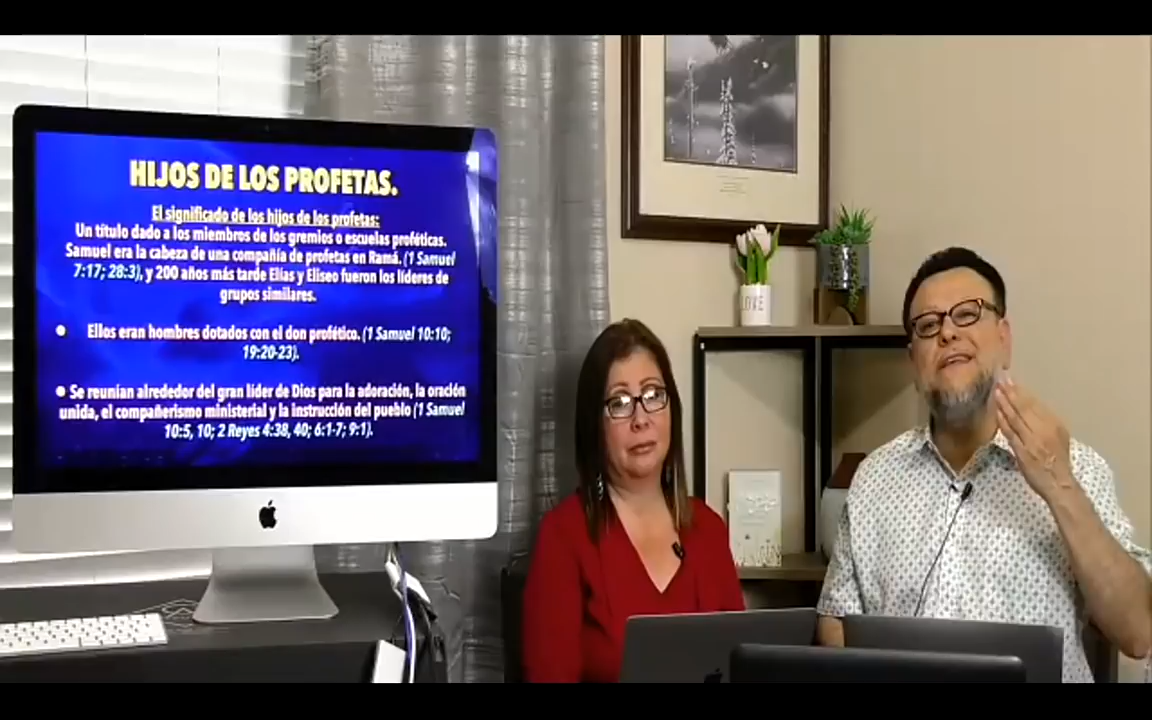 HIJOS DE LOS PROFETAS.
El significado de los hijos de los profetas:
Un título dado a los miembros de los gremios o escuelas proféticas.
Samuel era la cabeza de una compañía de profetas en Ramá. (1 Samuel
7:17; 28:3), y 200 años más tarde Elías y Eliseo fueron los líderes de
grupos similares.
● Ellos eran hombres dotados con el don profético. (1 Samuel 10:10;
19:20-23).
● Se reunían alrededor del gran líder de Dios para la adoración, la oración
unida, el compañerismo ministerial y la instrucción del pueblo (1 Samuel
10:5, 10; 2 Reyes 4:38, 40; 6:1-7; 9:1).
LOVE